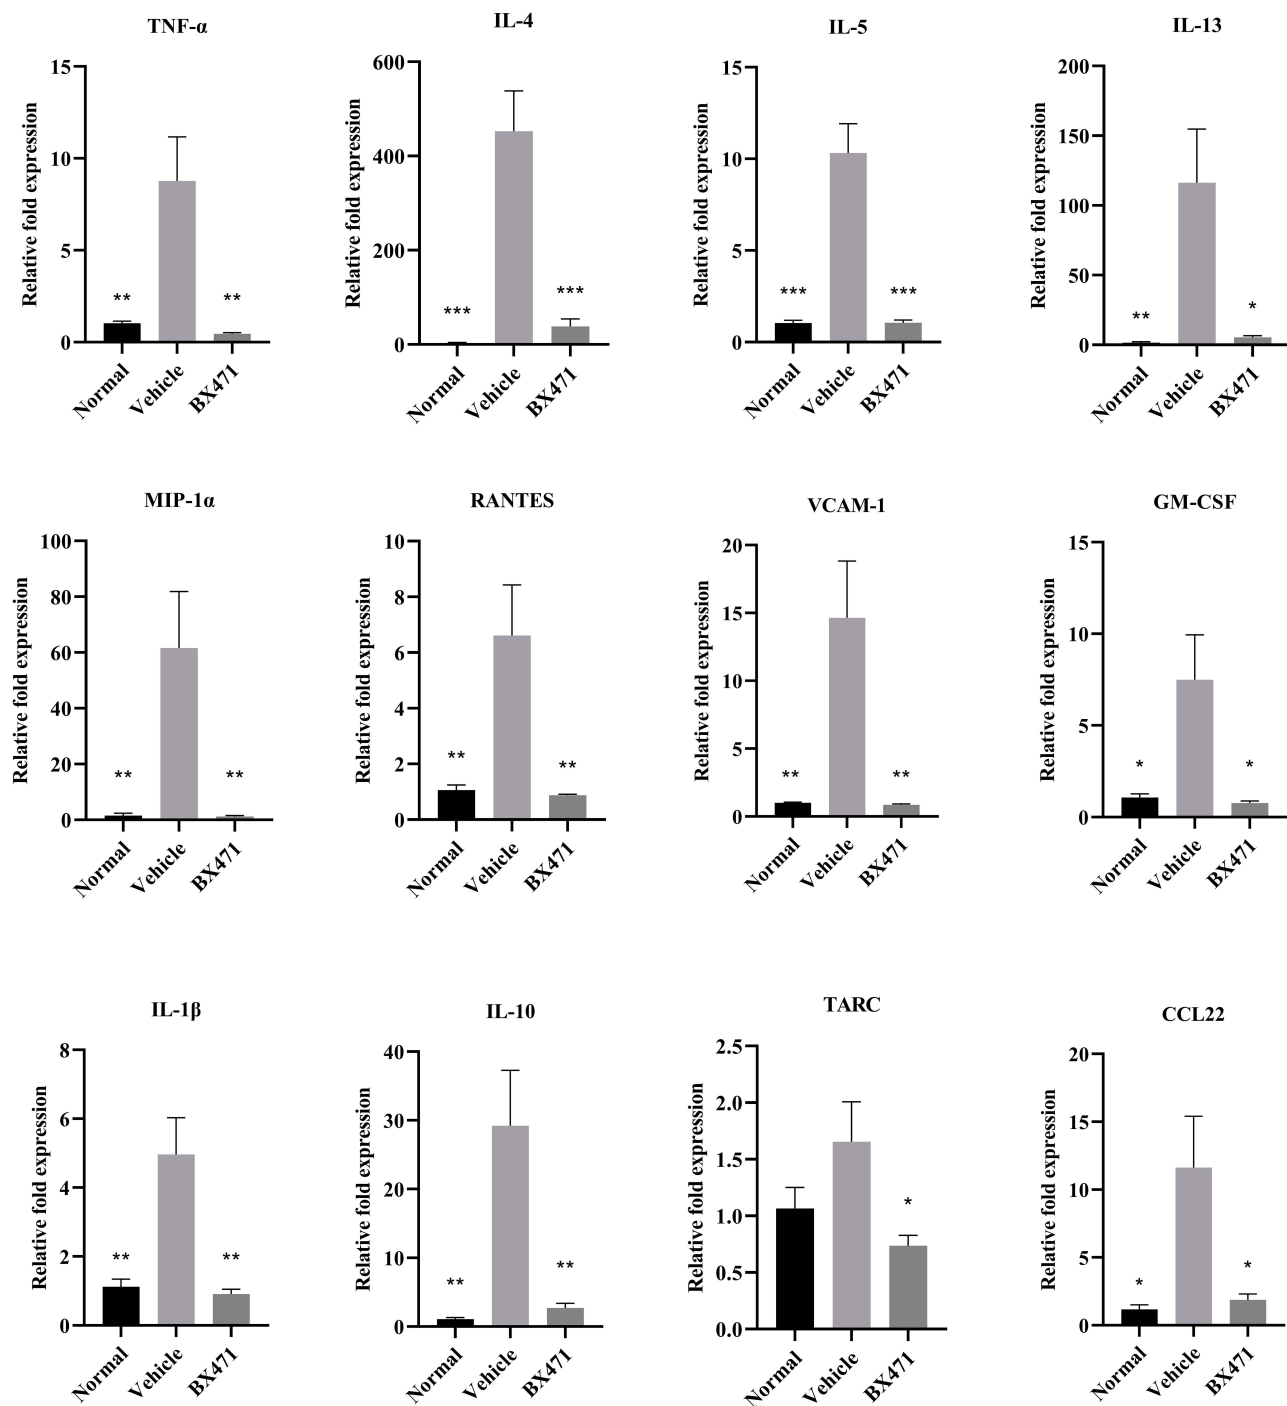 TNF-α
Relative fold expression
15
10
5
0
**
**
Normal
Vehicle
BX471
IL-4
Relative fold expression
600
400
200
0
***
***
Normal
Vehicle
BX471
IL-5
Relative fold expression
15
10
5
0
***
***
Normal
Vehicle
BX471
IL-13
Relative fold expression
200
150
100
50
0
**
*
Normal
Vehicle
BX471
MIP-1α
Relative fold expression
100
80
60
40
20
0
**
**
Normal
Vehicle
BX471
RANTES
Relative fold expression
10
8
6
4
2
0
**
**
Normal
Vehicle
BX471
VCAM-1
Relative fold expression
20
15
10
5
0
**
**
Normal
Vehicle
BX471
GM-CSF
Relative fold expression
15
10
5
0
*
*
Normal
Vehicle
BX471
IL-1β
Relative fold expression
8
6
4
2
0
**
**
Normal
Vehicle
BX471
IL-10
Relative fold expression
40
30
20
10
0
**
**
Normal
Vehicle
BX471
TARC
Relative fold expression
2.5
2.0
1.5
1.0
0.5
0.0
*
Normal
Vehicle
BX471
CCL22
Relative fold expression
20
15
10
5
0
*
*
Normal
Vehicle
BX471